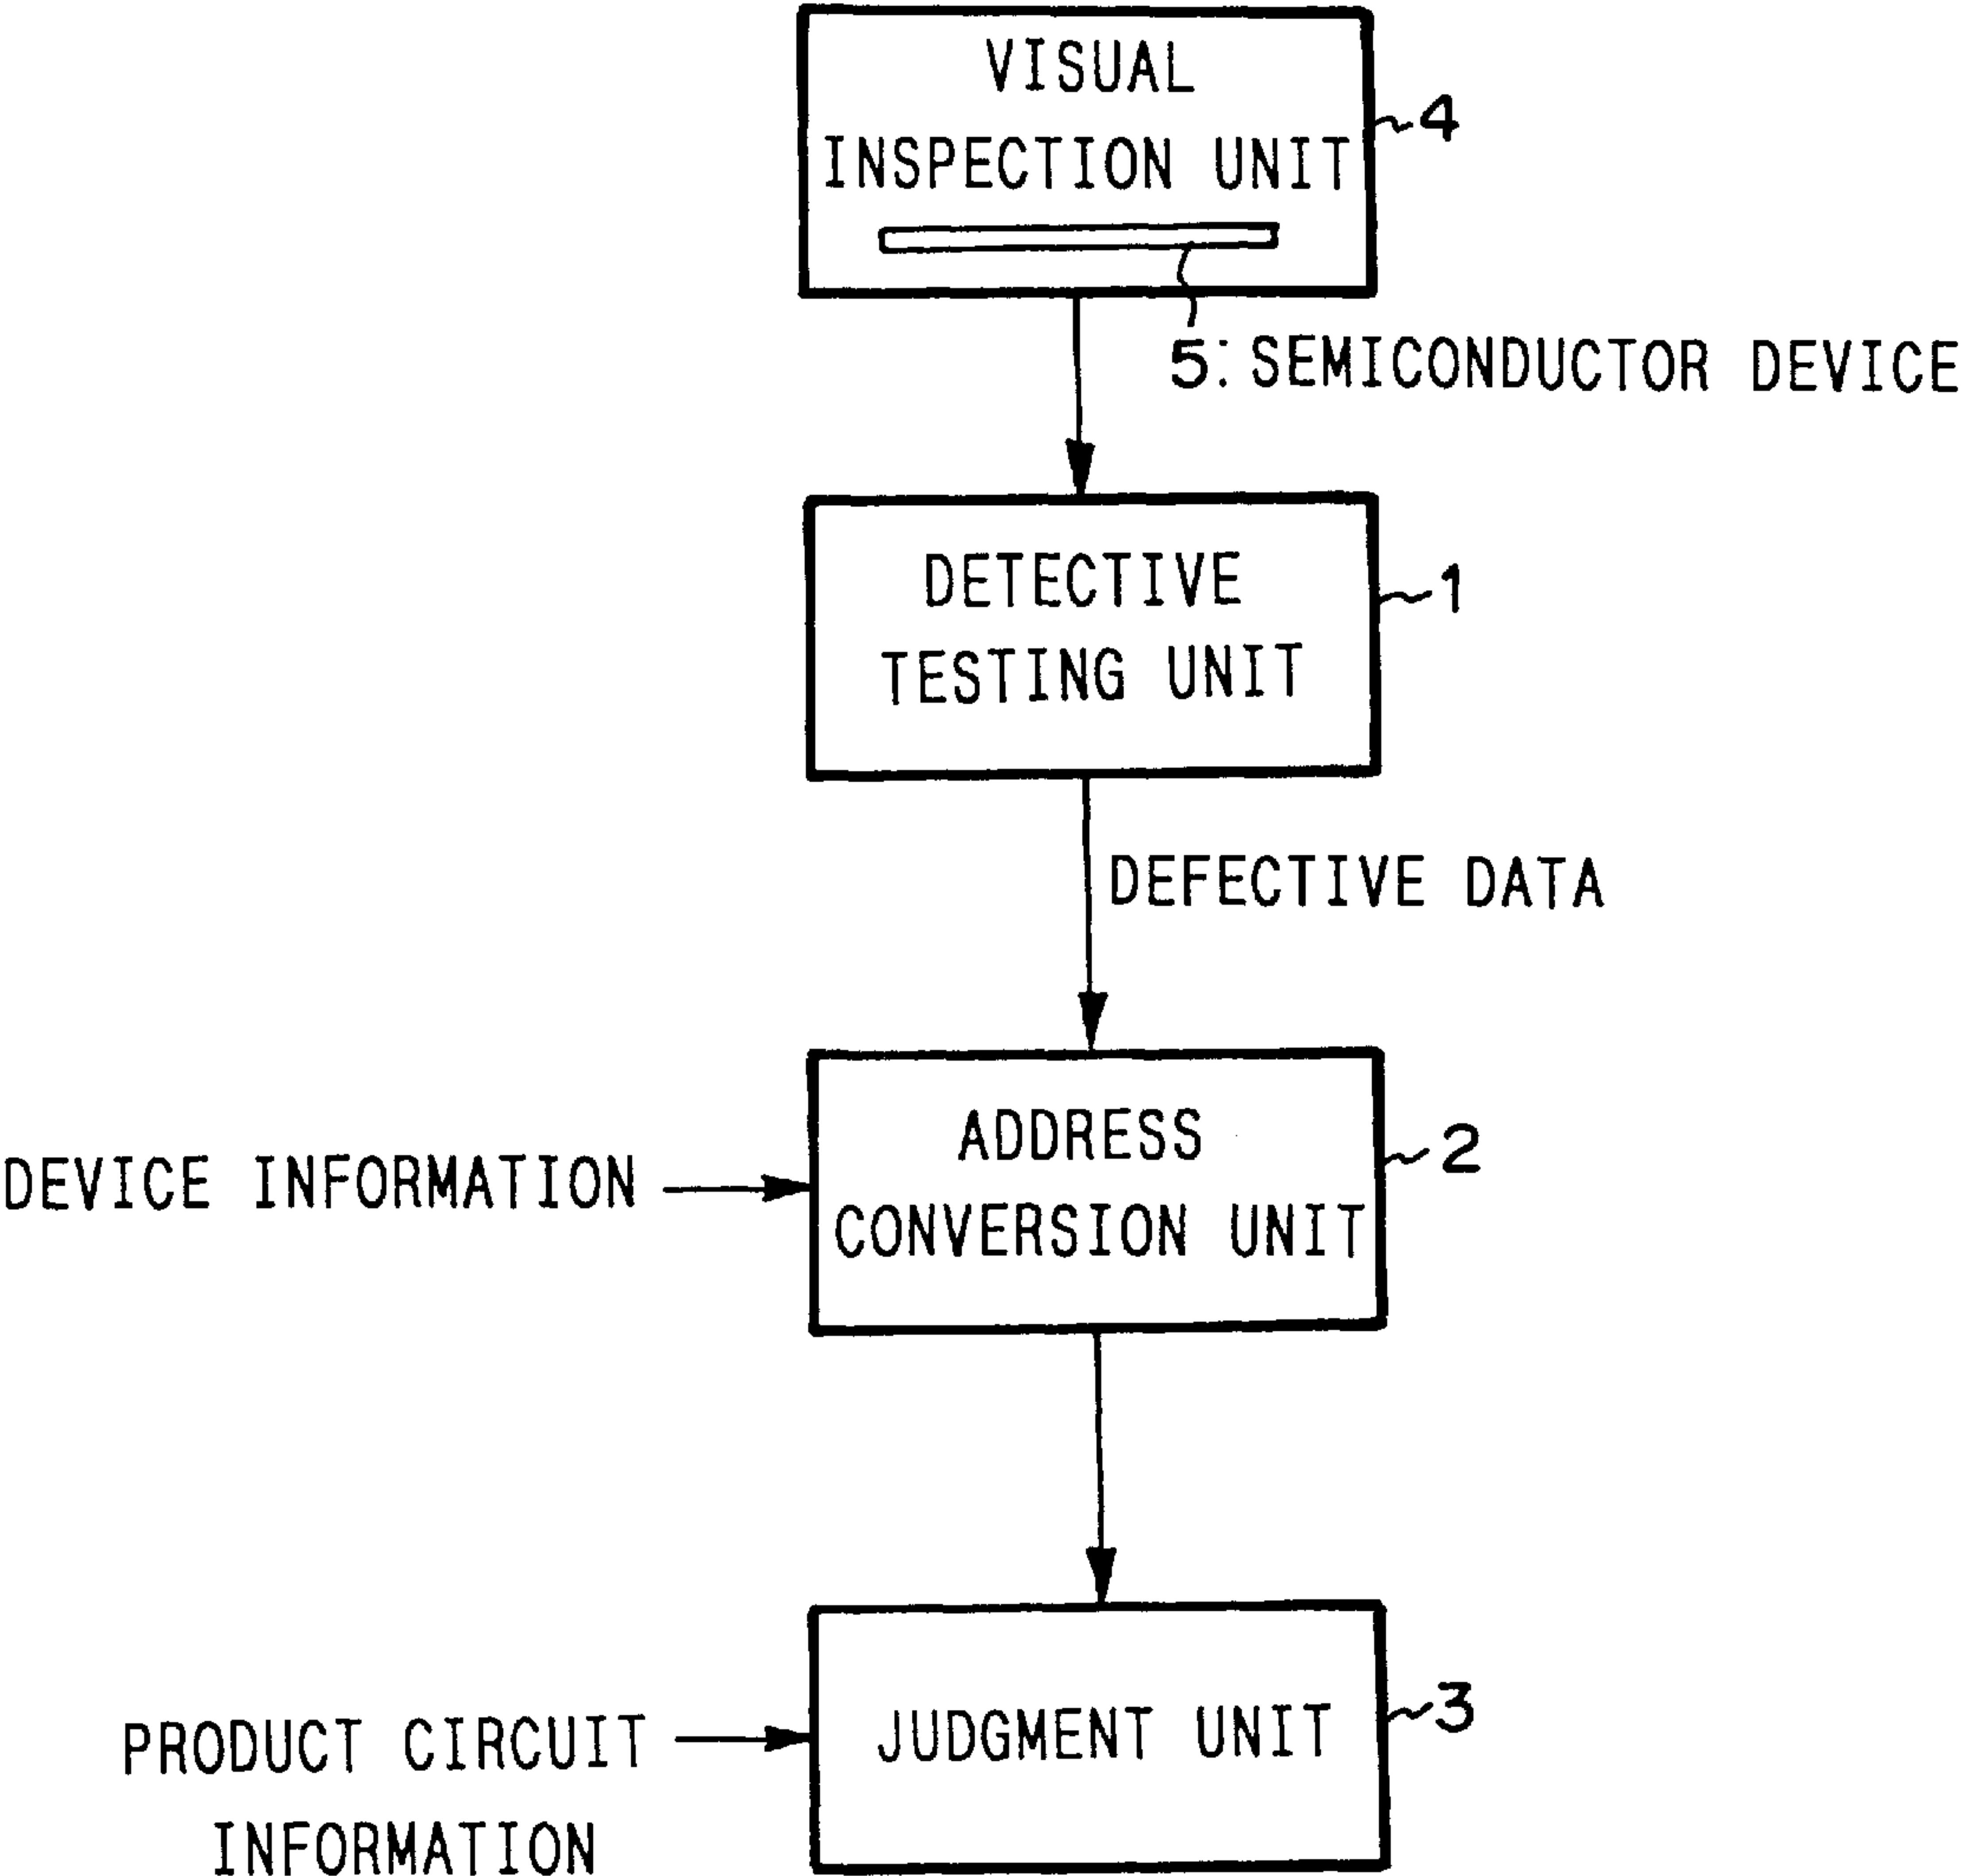 VISUAL
INSPECTION UNIT
4
5: SEMICONDUCTOR DEVICE
DETECTIVE
TESTING UNIT
1
DEFECTIVE DATA
ADDRESS
CONVERSION UNIT
2
DEVICE INFORMATION
JUDGMENT UNIT
3
PRODUCT CIRCUIT
INFORMATION